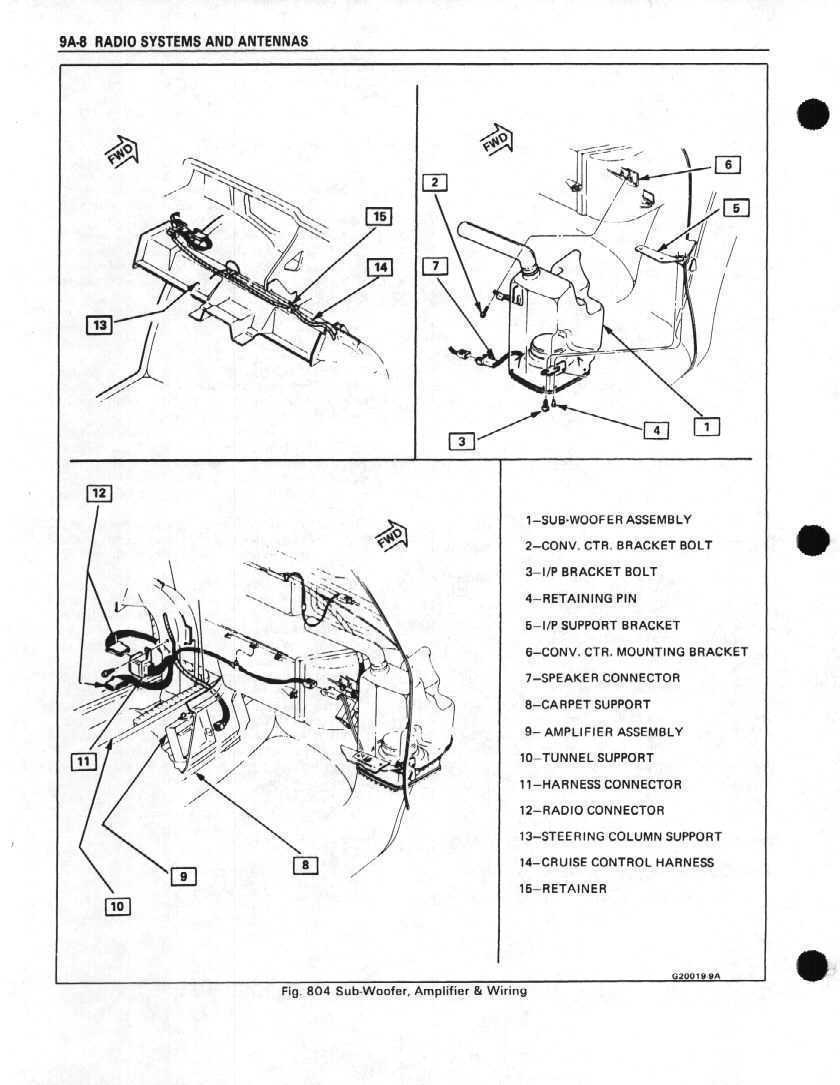 9A-8 RADIO SYSTEMS AND ANTENNAS
FWD
15
14
13
FWD
6
2
5
7
1
4
3
12
FWD
11
8
9
10
1—SUB-WOOFER ASSEMBLY
2—CONV. CTR. BRACKET BOLT
3—I/P BRACKET BOLT
4—RETAINING PIN
5—I/P SUPPORT BRACKET
6—CONV. CTR. MOUNTING BRACKET
7—SPEAKER CONNECTOR
8—CARPET SUPPORT
9— AMPLIFIER ASSEMBLY
10—TUNNEL SUPPORT
11—HARNESS CONNECTOR
12—RADIO CONNECTOR
13—STEERING COLUMN SUPPORT
14—CRUISE CONTROL HARNESS
15—RETAINER
G20019-9A
Fig. 804 Sub-Woofer, Amplifier & Wiring